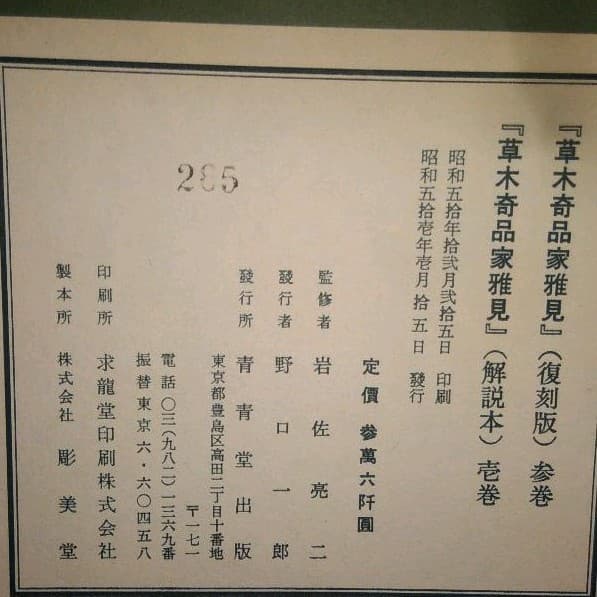 『草木奇品家雅見』（復刻版）参巻
『草木奇品家雅見』（解説本）壱巻
昭和五拾年拾弐月弐拾五日 印刷
昭和五拾壱年壱月拾五日 發行
定價 參萬六阡圓
監修者 岩佐亮二
發行者 野口一郎
發行所 青青堂出版
東京都豊島区高田二丁目十番地
〒一七一
電話〇三（九八二）一三六九番
振替東京六・六〇四五八
印刷所 求龍堂印刷株式会社
製本所 株式会社 彫美堂
265